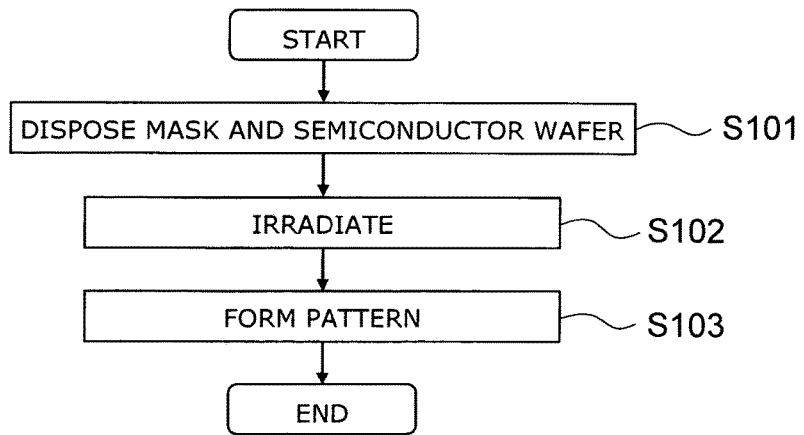 START
DISPOSE MASK AND SEMICONDUCTOR WAFER
S101
IRRADIATE
S102
FORM PATTERN
S103
END